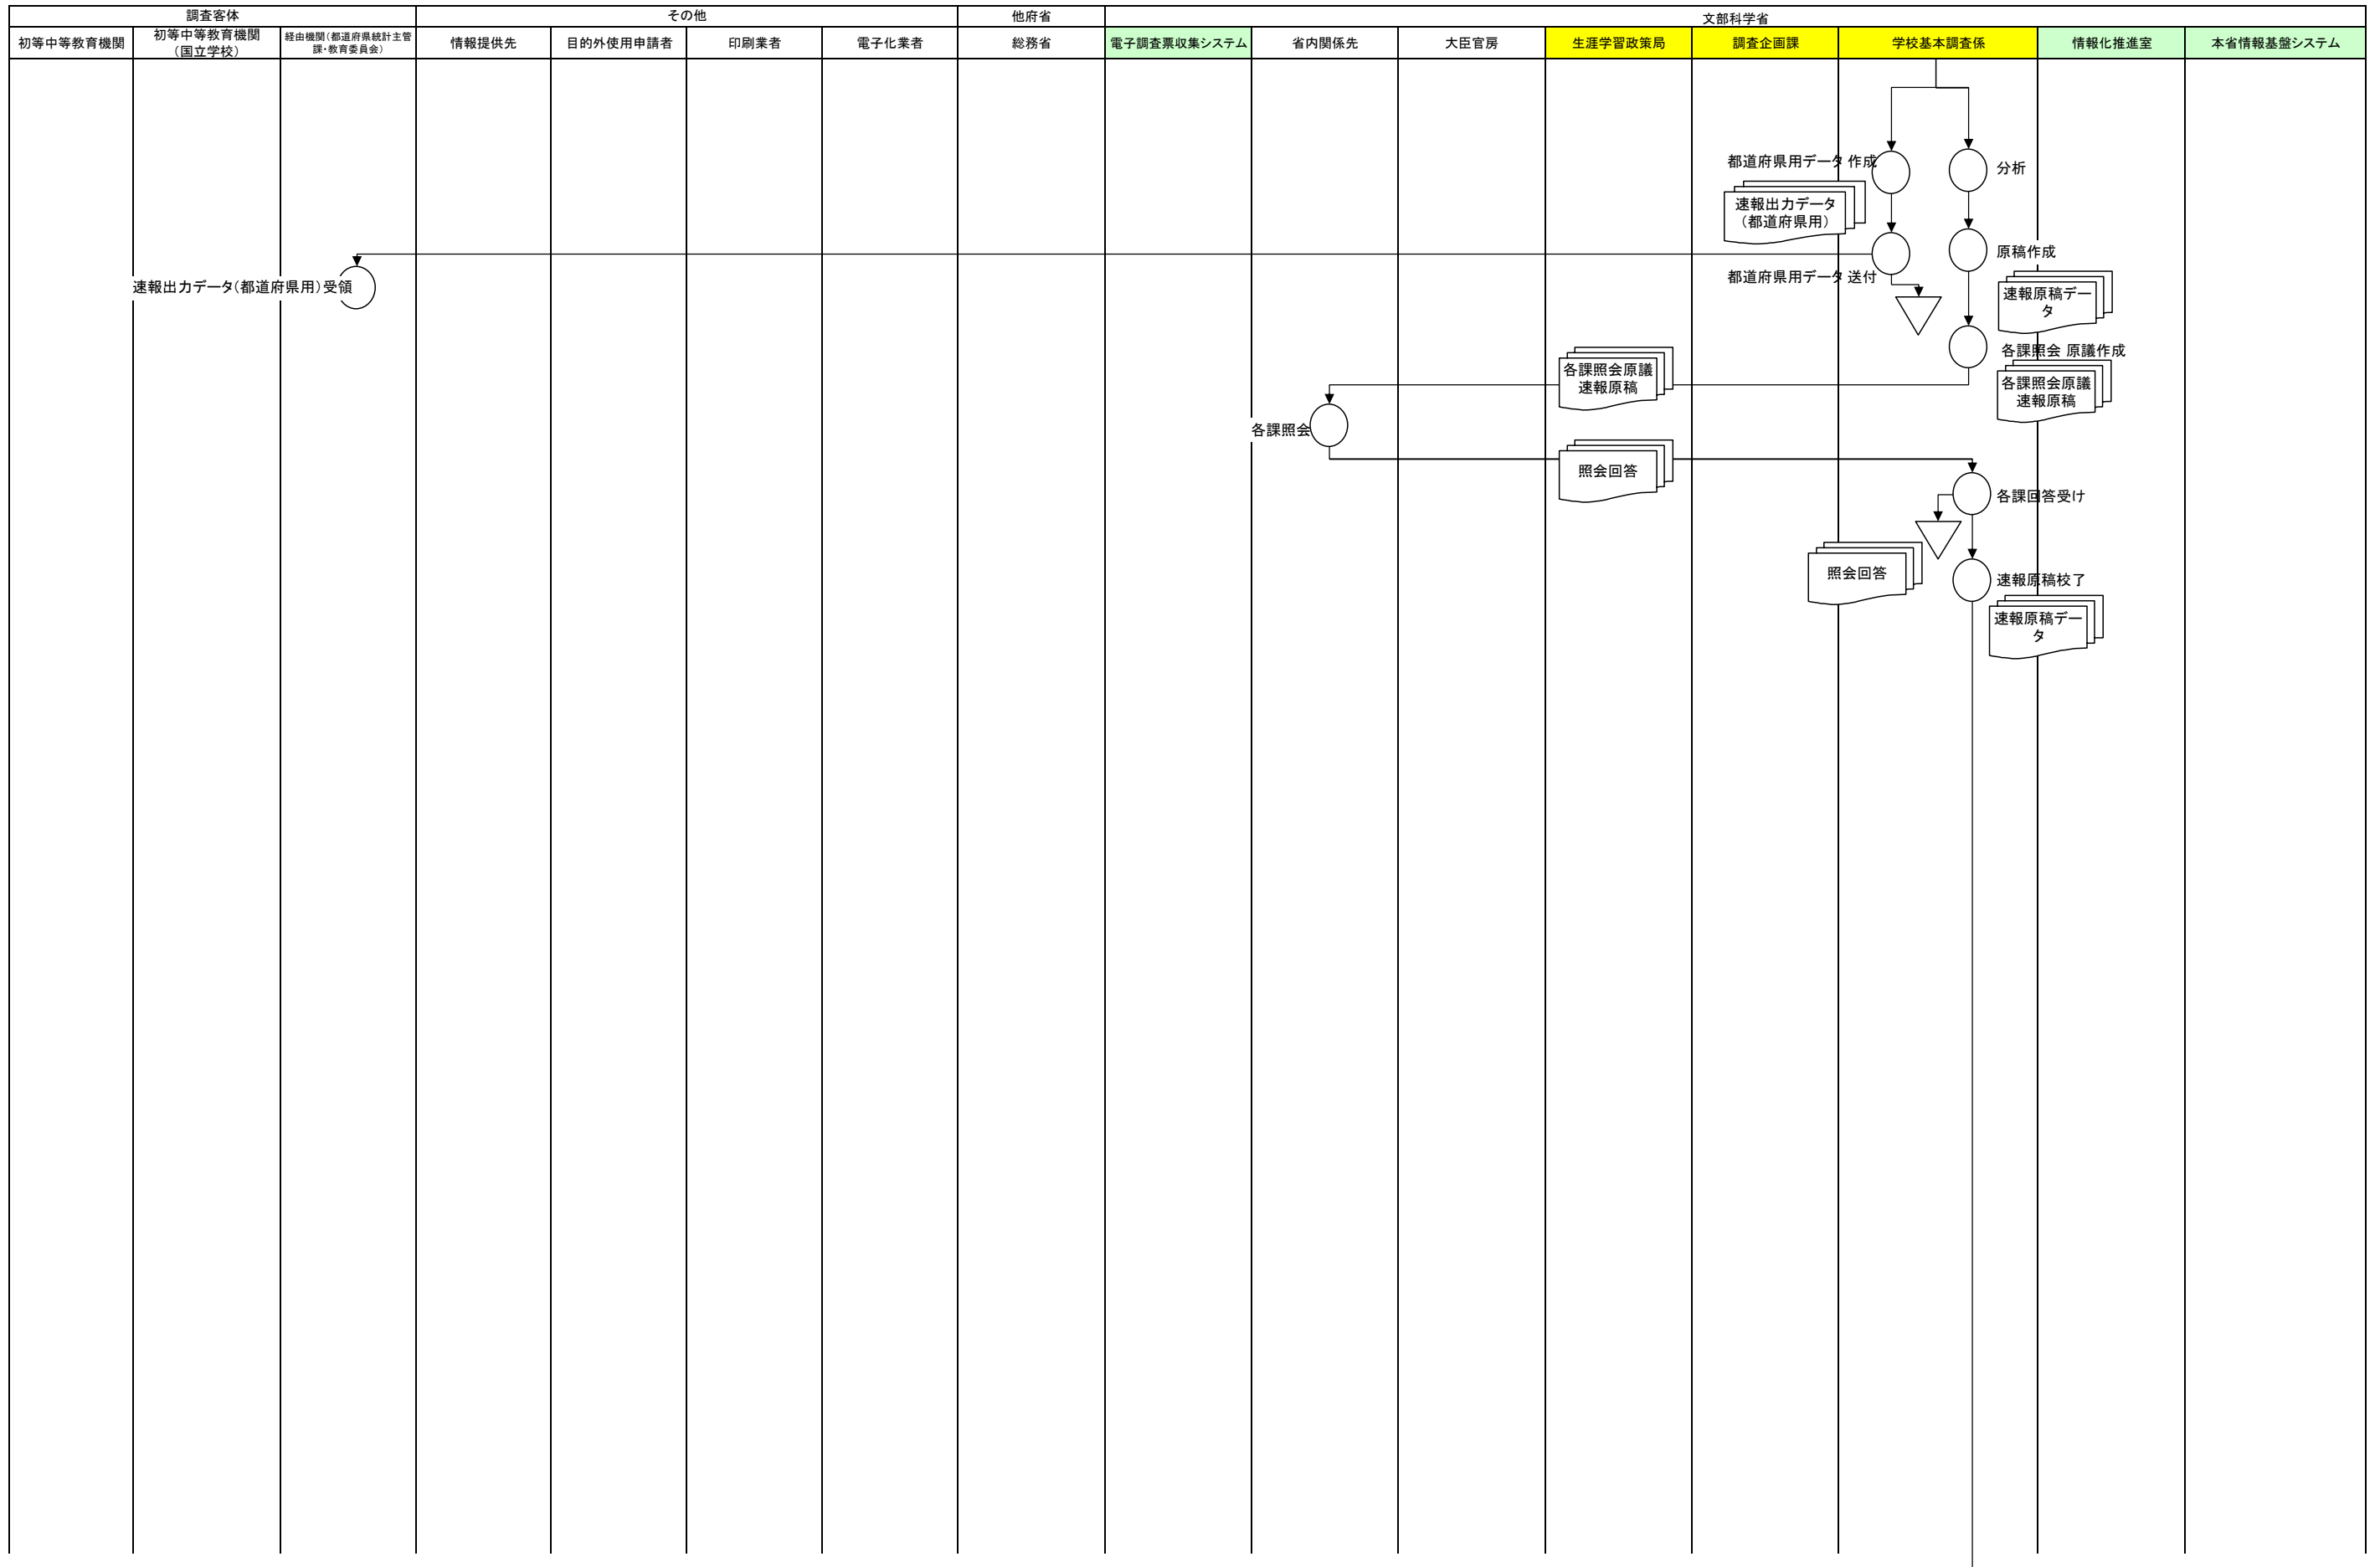 調査客体
その他
他府省
文部科学省
初等中等教育機関
初等中等教育機関
（国立学校）
経由機関（都道府県統計主管
課・教育委員会）
情報提供先
目的外使用申請者
印刷業者
電子化業者
総務省
電子調査票収集システム
省内関係先
大臣官房
生涯学習政策局
調査企画課
学校基本調査係
情報化推進室
本省情報基盤システム
都道府県用データ 作成
分析
速報出力データ
（都道府県用）
原稿作成
都道府県用データ 送付
速報出力データ（都道府県用）受領
速報原稿デー
タ
各課照会 原議作成
各課照会原議
速報原稿
各課照会原議
速報原稿
各課照会
照会回答
各課回答受け
照会回答
速報原稿校了
速報原稿デー
タ